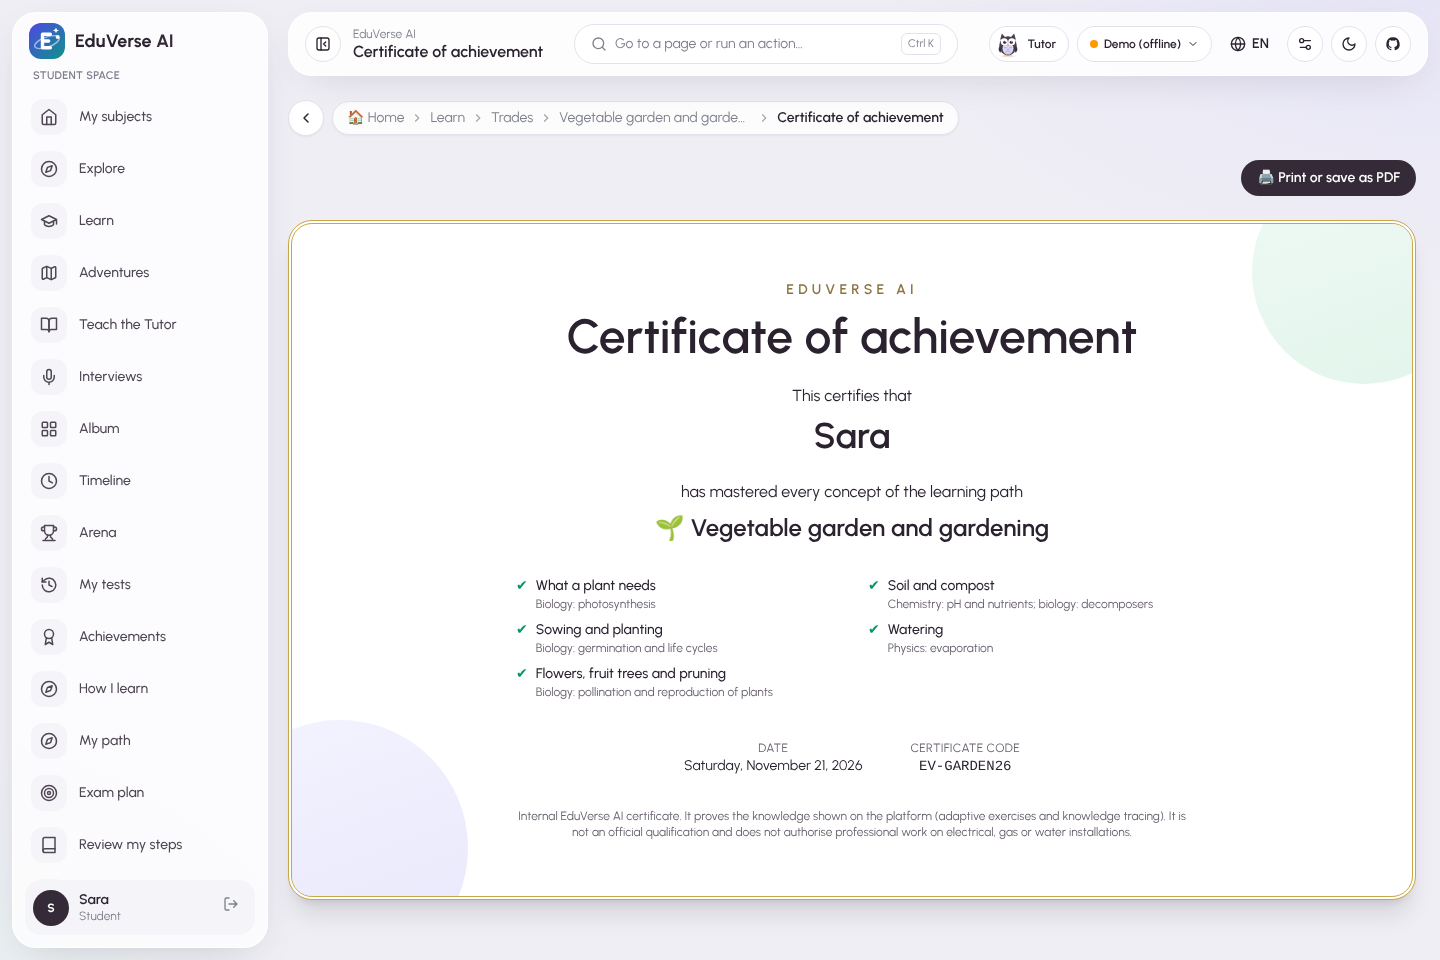 EduVerse AI
STUDENT SPACE
My subjects
Explore
Learn
Adventures
Teach the Tutor
Interviews
Album
Timeline
Arena
My tests
Achievements
How I learn
My path
Exam plan
Review my steps
S
Sara
Student
EduVerse AI
Certificate of achievement
Go to a page or run an action...
Ctrl K
Tutor
Demo (offline)
EN
Home
Learn
Trades
Vegetable garden and garde...
Certificate of achievement
Print or save as PDF
EDUVERSE AI
Certificate of achievement
This certifies that
Sara
has mastered every concept of the learning path
Vegetable garden and gardening
✔ What a plant needs
Biology: photosynthesis
✔ Soil and compost
Chemistry: pH and nutrients; biology: decomposers
✔ Sowing and planting
Biology: germination and life cycles
✔ Watering
Physics: evaporation
✔ Flowers, fruit trees and pruning
Biology: pollination and reproduction of plants
DATE
Saturday, November 21, 2026
CERTIFICATE CODE
EV-GARDEN26
Internal EduVerse AI certificate. It proves the knowledge shown on the platform (adaptive exercises and knowledge tracing). It is
not an official qualification and does not authorise professional work on electrical, gas or water installations.